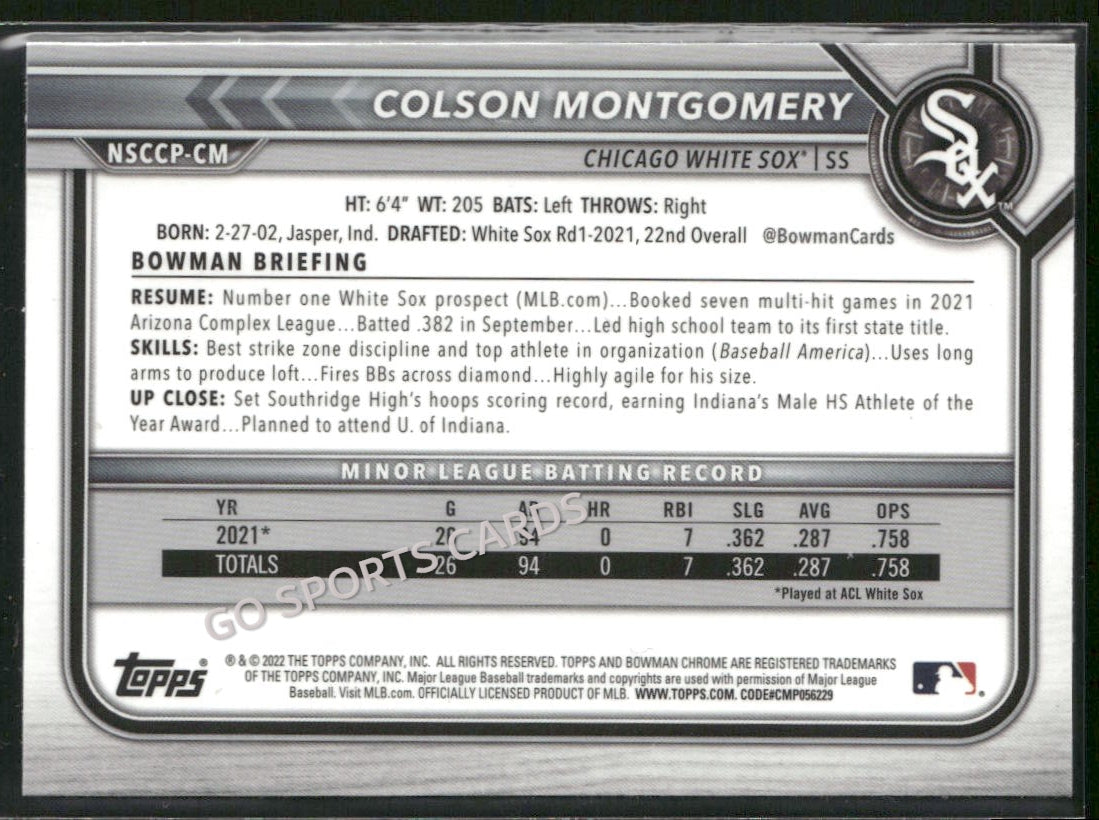 COLSON MONTGOMERY
NSCCP-CM
CHICAGO WHITE SOX® | SS
Sox
TM
HT: 6'4" WT: 205 BATS: Left THROWS: Right
BORN: 2-27-02, Jasper, Ind. DRAFTED: White Sox Rd1-2021, 22nd Overall @BowmanCards
BOWMAN BRIEFING
RESUME: Number one White Sox prospect (MLB.com)...Booked seven multi-hit games in 2021
Arizona Complex League...Batted .382 in September...Led high school team to its first state title.
SKILLS: Best strike zone discipline and top athlete in organization (Baseball America)...Uses long
arms to produce loft...Fires BBs across diamond...Highly agile for his size.
UP CLOSE: Set Southridge High's hoops scoring record, earning Indiana's Male HS Athlete of the
Year Award...Planned to attend U. of Indiana.
MINOR LEAGUE BATTING RECORD
YR G AB HR RBI SLG AVG OPS
2021* 26 94 0 7 .362 .287 .758
TOTALS 26 94 0 7 .362 .287 .758
*Played at ACL White Sox
GO SPORTS CARDS
topps®
® & © 2022 THE TOPPS COMPANY, INC. ALL RIGHTS RESERVED. TOPPS AND BOWMAN CHROME ARE REGISTERED TRADEMARKS
OF THE TOPPS COMPANY, INC. Major League Baseball trademarks and copyrights are used with permission of Major League
Baseball. Visit MLB.com. OFFICIALLY LICENSED PRODUCT OF MLB. WWW.TOPPS.COM. CODE#CMP056229